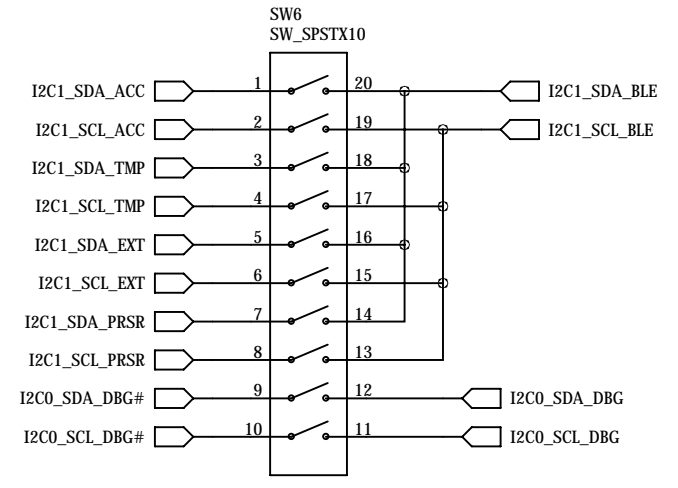 SW6
SW_SPSTX10
I2C1_SDA_ACC 1 20 I2C1_SDA_BLE
I2C1_SCL_ACC 2 19 I2C1_SCL_BLE
I2C1_SDA_TMP 3 18
I2C1_SCL_TMP 4 17
I2C1_SDA_EXT 5 16
I2C1_SCL_EXT 6 15
I2C1_SDA_PRSR 7 14
I2C1_SCL_PRSR 8 13
I2C0_SDA_DBG# 9 12 I2C0_SDA_DBG
I2C0_SCL_DBG# 10 11 I2C0_SCL_DBG